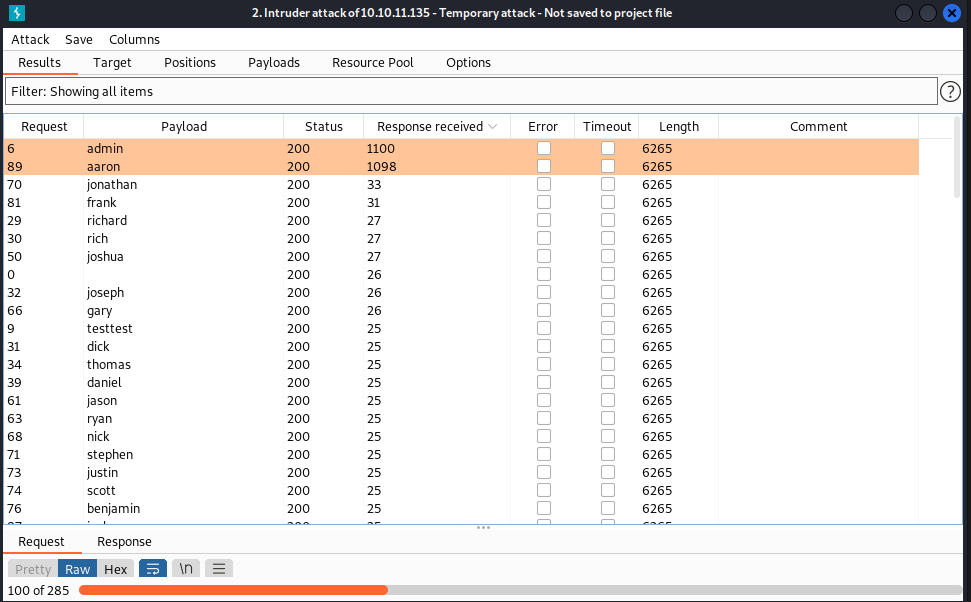 2. Intruder attack of 10.10.11.135 - Temporary attack - Not saved to project file
Attack Save Columns
Results Target Positions Payloads Resource Pool Options
Filter: Showing all items ?
Request Payload Status Response received Error Timeout Length Comment
6 admin 200 1100 6265
89 aaron 200 1098 6265
70 jonathan 200 33 6265
81 frank 200 31 6265
29 richard 200 27 6265
30 rich 200 27 6265
50 joshua 200 27 6265
0 200 26 6265
32 joseph 200 26 6265
66 gary 200 26 6265
9 testtest 200 25 6265
31 dick 200 25 6265
34 thomas 200 25 6265
39 daniel 200 25 6265
61 jason 200 25 6265
63 ryan 200 25 6265
68 nick 200 25 6265
71 stephen 200 25 6265
73 justin 200 25 6265
74 scott 200 25 6265
76 benjamin 200 25 6265
Request Response
Pretty Raw Hex \n
100 of 285